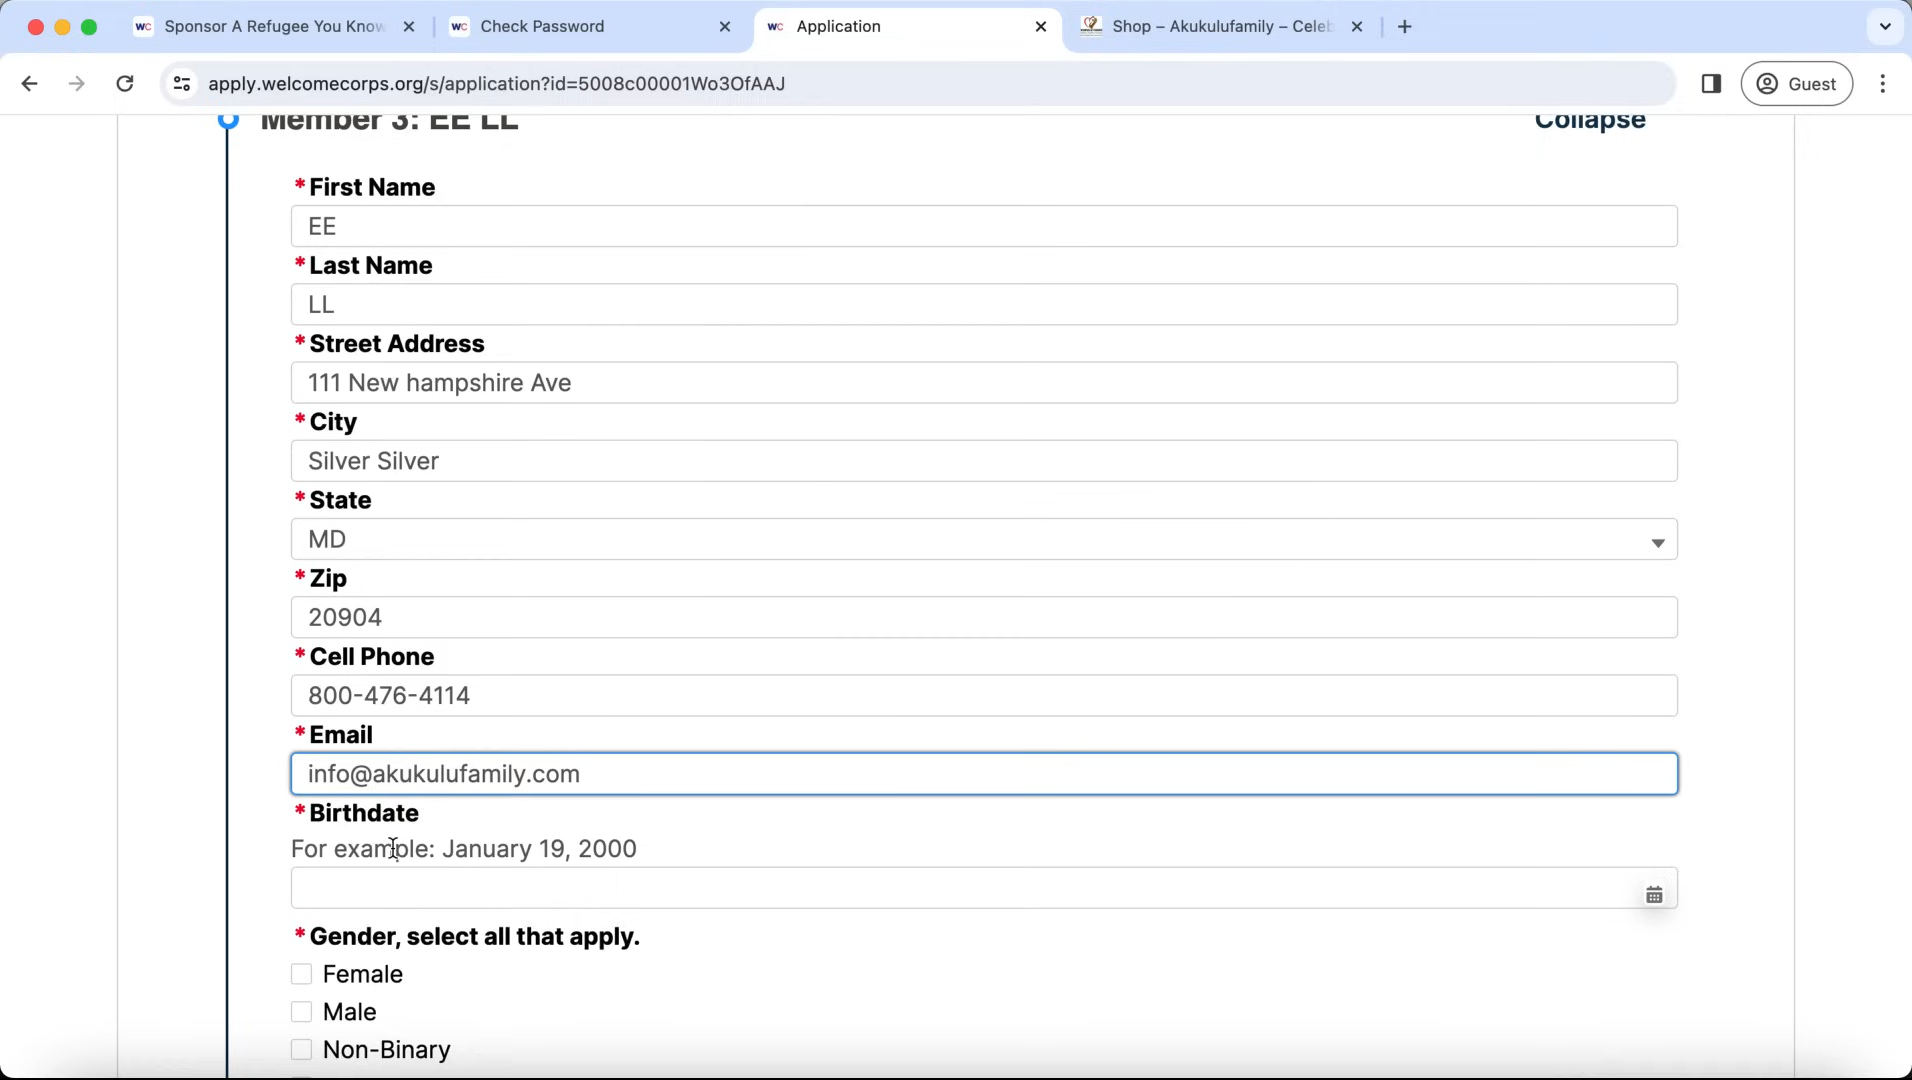 wc Sponsor A Refugee You Know
wc Check Password
wc Application
Shop – Akukulufamily – Celeb
apply.welcomecorps.org/s/application?id=5008c00001Wo3OfAAJ
Guest
Member 3: EE LL
Collapse
*First Name
EE
*Last Name
LL
*Street Address
111 New hampshire Ave
*City
Silver Silver
*State
MD
*Zip
20904
*Cell Phone
800-476-4114
*Email
info@akukulufamily.com
*Birthdate
For example: January 19, 2000
*Gender, select all that apply.
Female
Male
Non-Binary